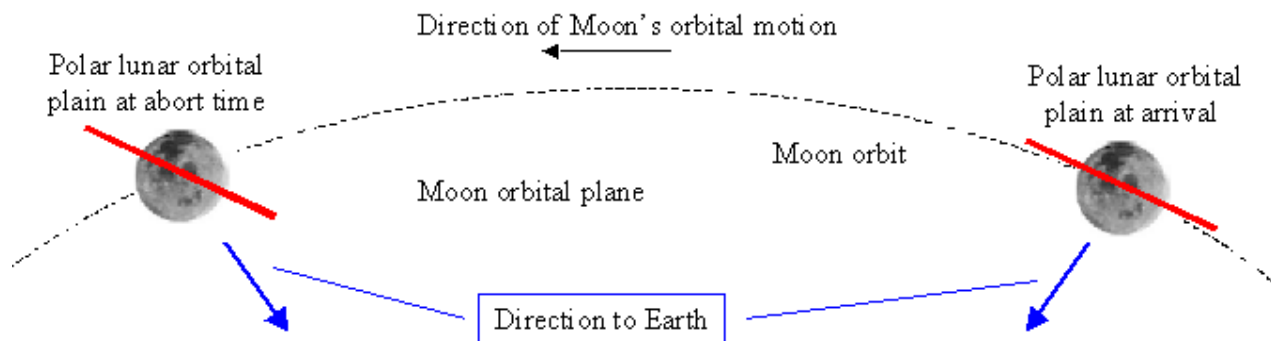 Direction of Moon's orbital motion
Polar lunar orbital
plain at abort time
Polar lunar orbital
plain at arrival
Moon orbit
Moon orbital plane
Direction to Earth